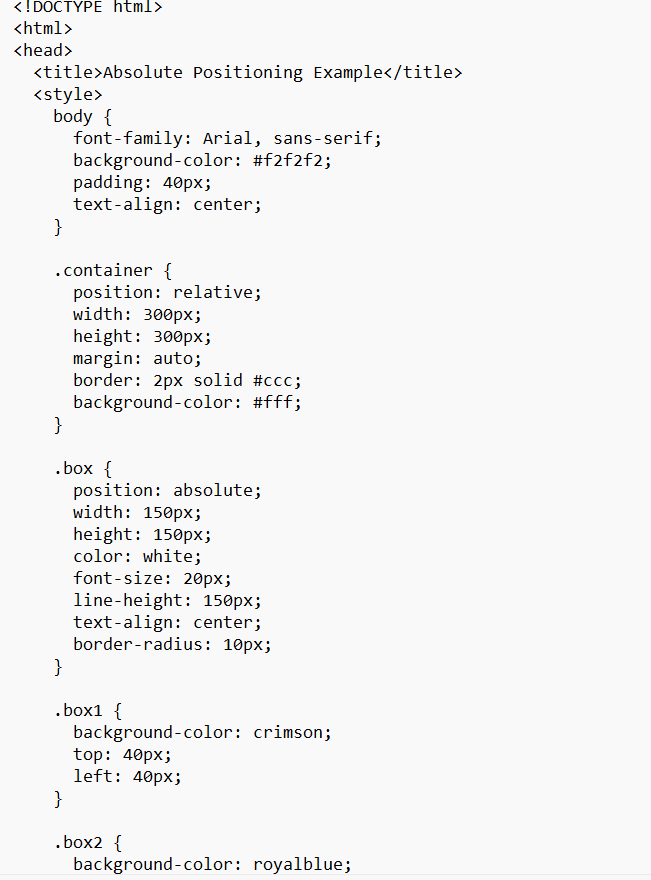 <!DOCTYPE html>
<html>
<head>
  <title>Absolute Positioning Example</title>
  <style>
    body {
      font-family: Arial, sans-serif;
      background-color: #f2f2f2;
      padding: 40px;
      text-align: center;
    }

    .container {
      position: relative;
      width: 300px;
      height: 300px;
      margin: auto;
      border: 2px solid #ccc;
      background-color: #fff;
    }

    .box {
      position: absolute;
      width: 150px;
      height: 150px;
      color: white;
      font-size: 20px;
      line-height: 150px;
      text-align: center;
      border-radius: 10px;
    }

    .box1 {
      background-color: crimson;
      top: 40px;
      left: 40px;
    }

    .box2 {
      background-color: royalblue;